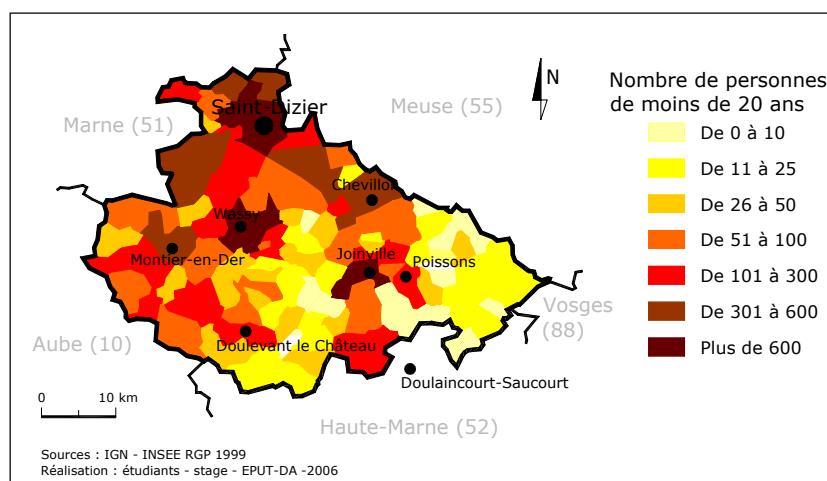 Saint-Dizier
Meuse (55)
Marne (51)
Chevillon
Wassy
Montier-en-Der
Joinville
Poissons
Vosges
(88)
Aube (10)
Doulevant le Château
Doulaincourt-Saucourt
Haute-Marne (52)
N
0 10 km
Sources : IGN - INSEE RGP 1999
Réalisation : étudiants - stage - EPUT-DA -2006
Nombre de personnes
de moins de 20 ans
De 0 à 10
De 11 à 25
De 26 à 50
De 51 à 100
De 101 à 300
De 301 à 600
Plus de 600